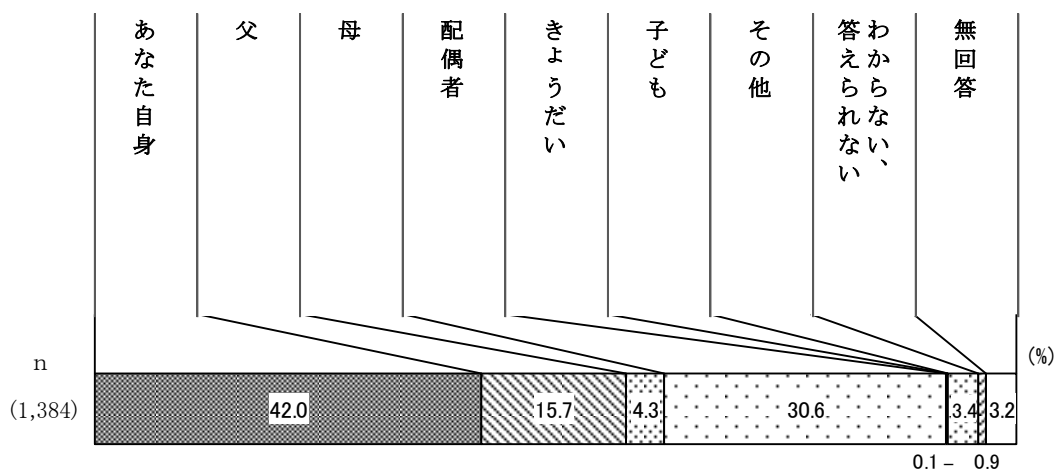 あなた自身
父
母
配偶者
きょうだい
子ども
その他
わからない、
答えられない
無回答
(%)
n
(1,384)
42.0
15.7
4.3
30.6
3.4
3.2
0.1
–
0.9